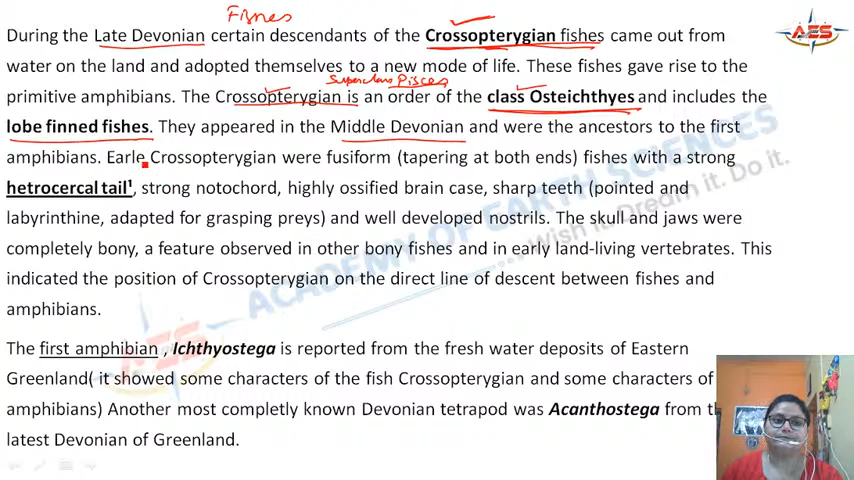 Fishes
During the Late Devonian certain descendants of the Crossopterygian fishes came out from
water on the land and adopted themselves to a new mode of life. These fishes gave rise to the
Superclass Pisces
primitive amphibians. The Crossopterygian is an order of the class Osteichthyes and includes the
lobe finned fishes. They appeared in the Middle Devonian and were the ancestors to the first
amphibians. Earle Crossopterygian were fusiform (tapering at both ends) fishes with a strong
hetrocercal tail¹, strong notochord, highly ossified brain case, sharp teeth (pointed and
labyrinthine, adapted for grasping preys) and well developed nostrils. The skull and jaws were
completely bony, a feature observed in other bony fishes and in early land-living vertebrates. This
indicated the position of Crossopterygian on the direct line of descent between fishes and
amphibians.
The first amphibian , Ichthyostega is reported from the fresh water deposits of Eastern
Greenland( it showed some characters of the fish Crossopterygian and some characters of
amphibians) Another most completly known Devonian tetrapod was Acanthostega from
latest Devonian of Greenland.
AES
AES
ACADEMY OF EARTH SCIENCES
...Wish it. Dream it. Do it.